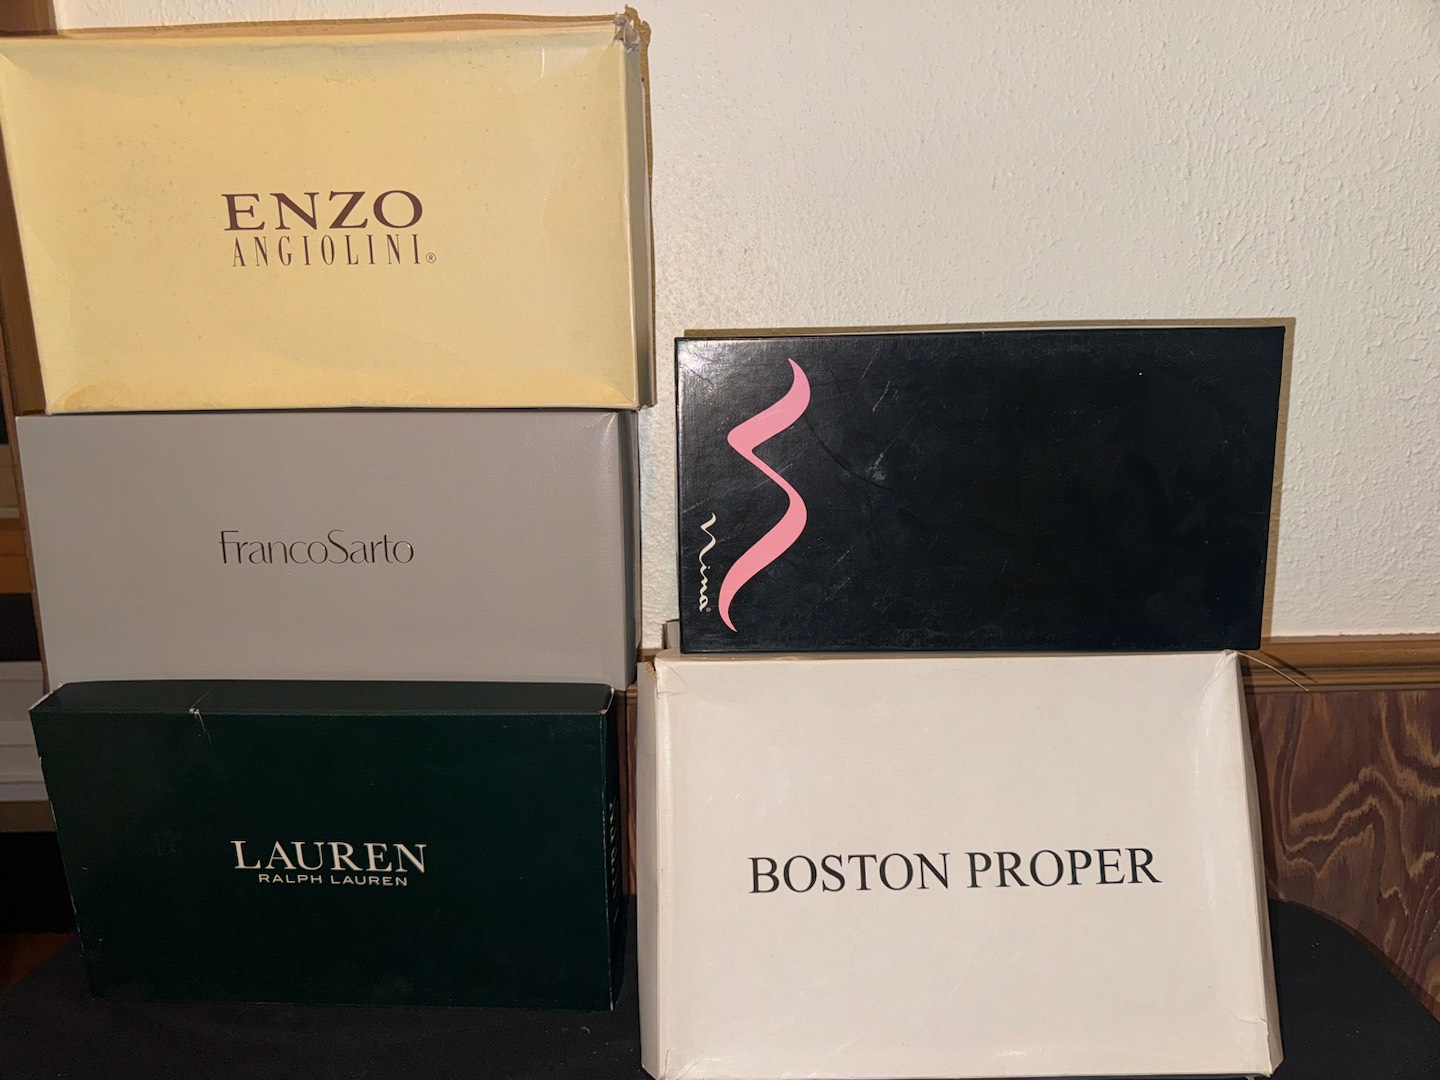 ENZO
ANGIOLINI®
FrancoSarto
LAUREN
RALPH LAUREN
nina®
BOSTON PROPER